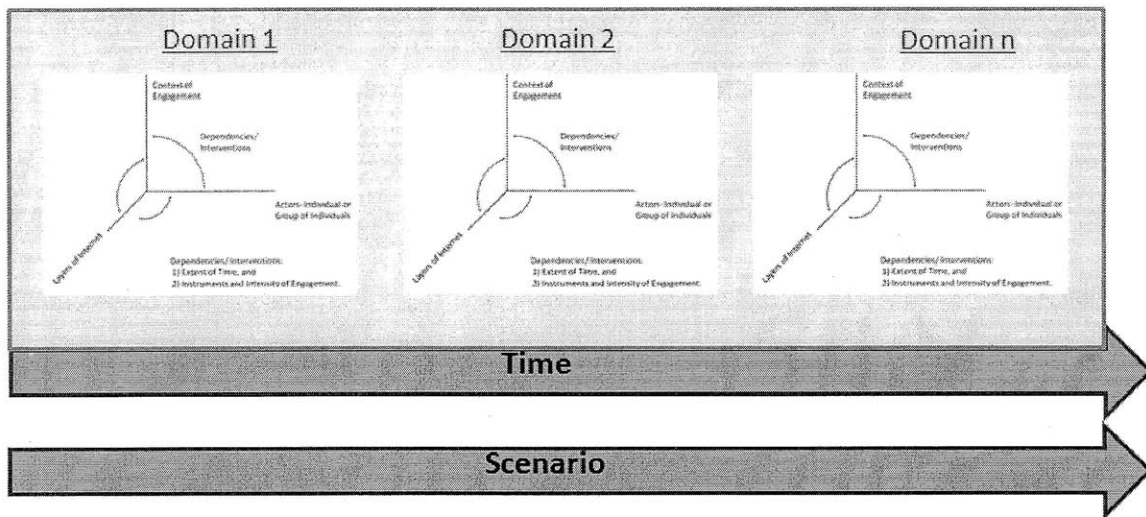 Domain 1
Context of
Engagement
Dependencies/
Interventions
Actors- Individual or
Group of Individuals
Layers of Internet
Dependencies/ Interventions:
1) Extent of Time, and
2) Instruments and Intensity of Engagement.
Domain 2
Context of
Engagement
Dependencies/
Interventions
Actors- Individual or
Group of Individuals
Layers of Internet
Dependencies/ Interventions:
1) Extent of Time, and
2) Instruments and Intensity of Engagement.
Domain n
Context of
Engagement
Dependencies/
Interventions
Actors- Individual or
Group of Individuals
Layers of Internet
Dependencies/ Interventions:
1) Extent of Time, and
2) Instruments and Intensity of Engagement.
Time
Scenario